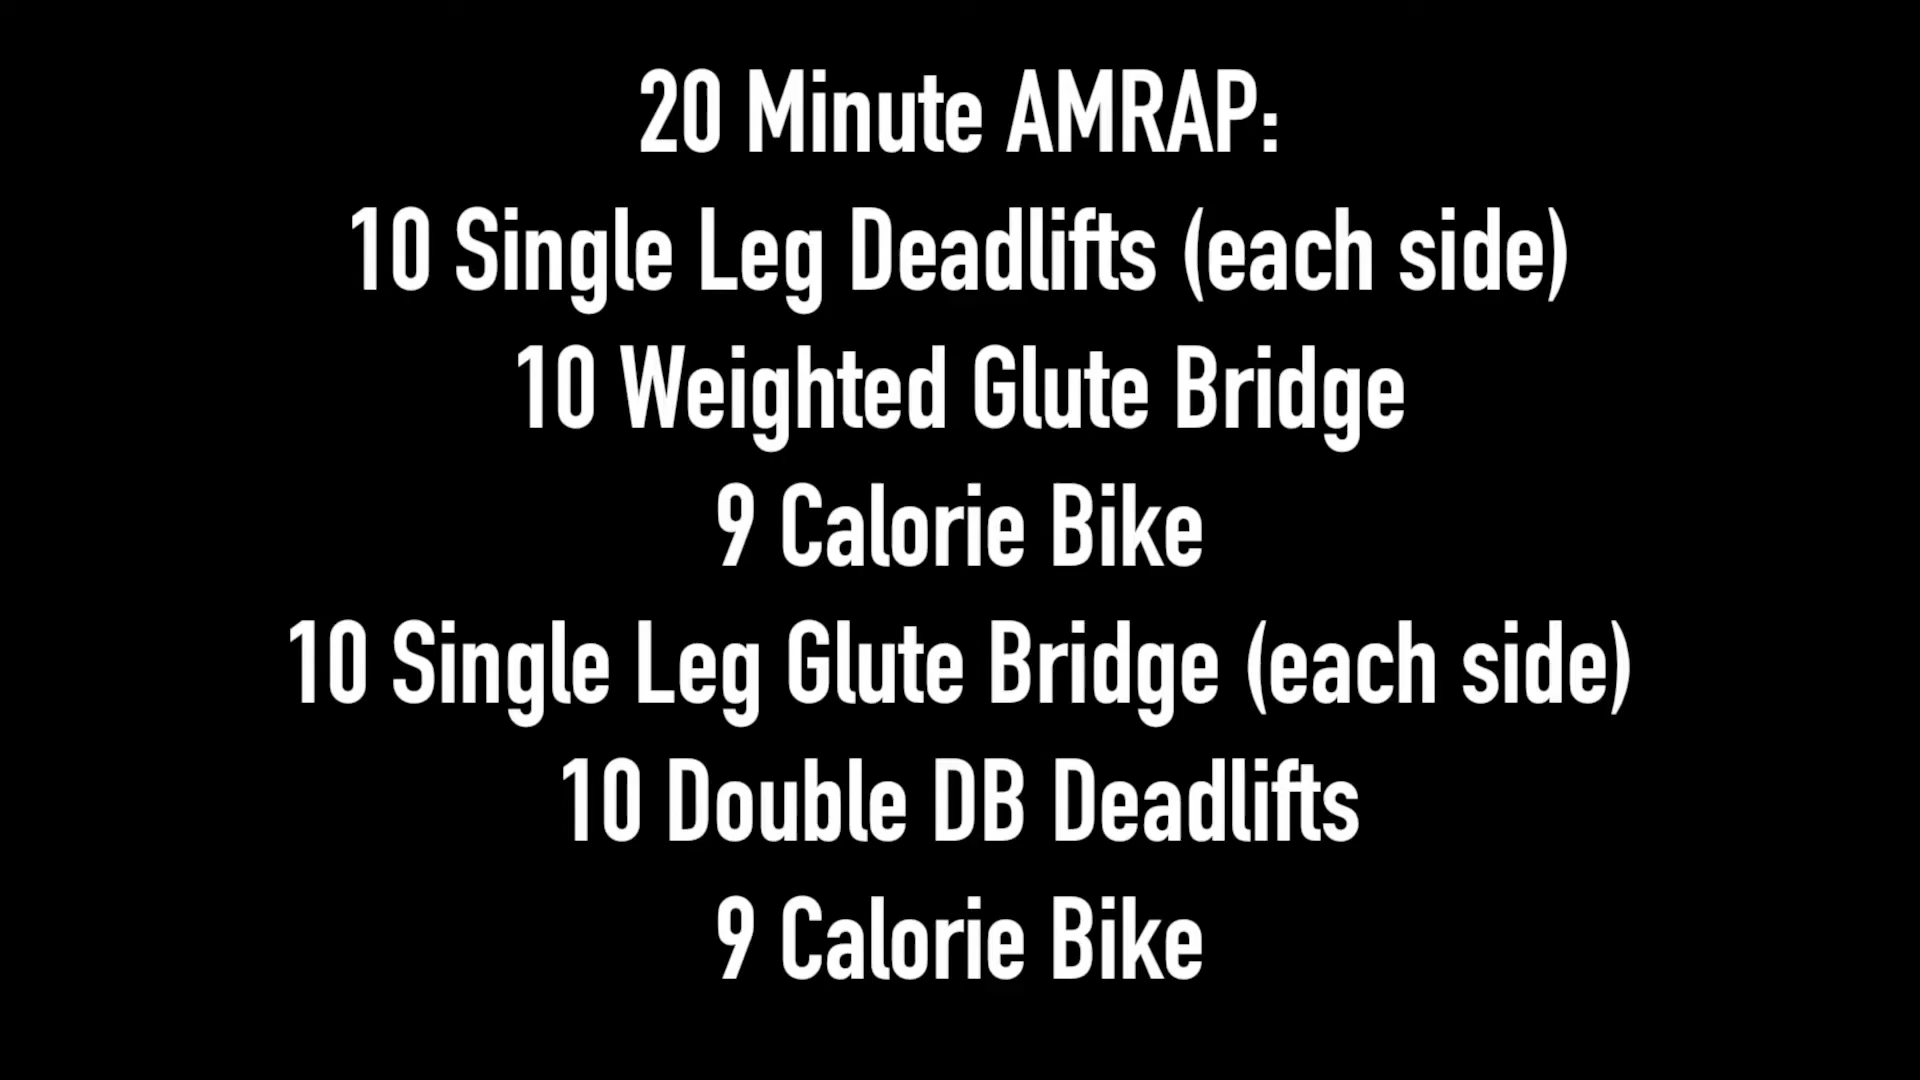 20 Minute AMRAP:
10 Single Leg Deadlifts (each side)
10 Weighted Glute Bridge
9 Calorie Bike
10 Single Leg Glute Bridge (each side)
10 Double DB Deadlifts
9 Calorie Bike